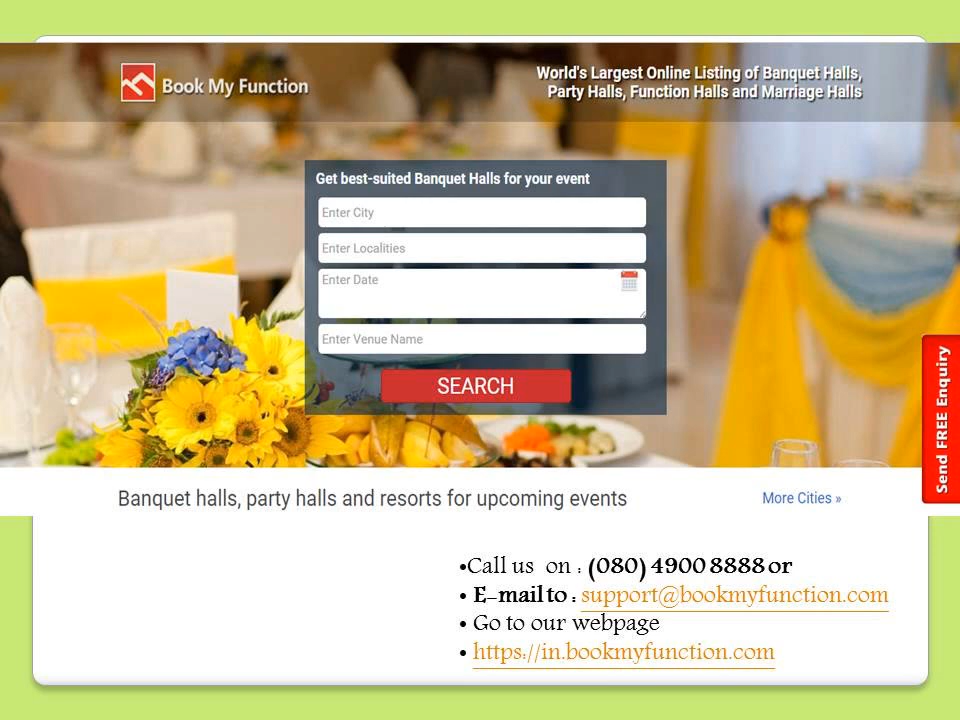 Book My Function
World's Largest Online Listing of Banquet Halls,
Party Halls, Function Halls and Marriage Halls
Get best-suited Banquet Halls for your event
Enter City
Enter Localities
Enter Date
Enter Venue Name
SEARCH
Send FREE Enquiry
Banquet halls, party halls and resorts for upcoming events
More Cities »
•Call us on : (080) 4900 8888 or
• E-mail to : support@bookmyfunction.com
• Go to our webpage
• https://in.bookmyfunction.com